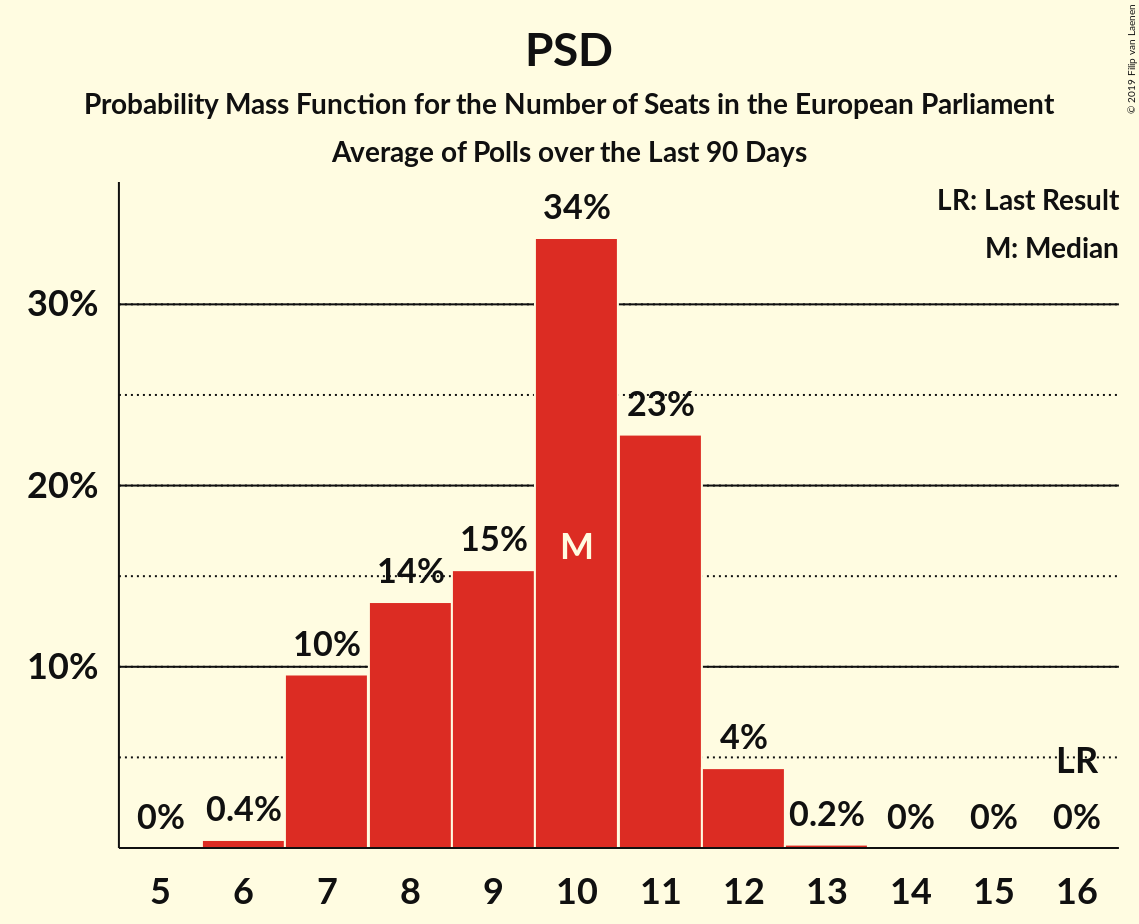 PSD
Probability Mass Function for the Number of Seats in the European Parliament
Average of Polls over the Last 90 Days
© 2019 Filip van Laenen
LR: Last Result
M: Median
34%
30%
23%
20%
15%
M
14%
10%
10%
4%
LR
0%
0.4%
0.2%
0%
0%
0%
5 6 7 8 9 10 11 12 13 14 15 16